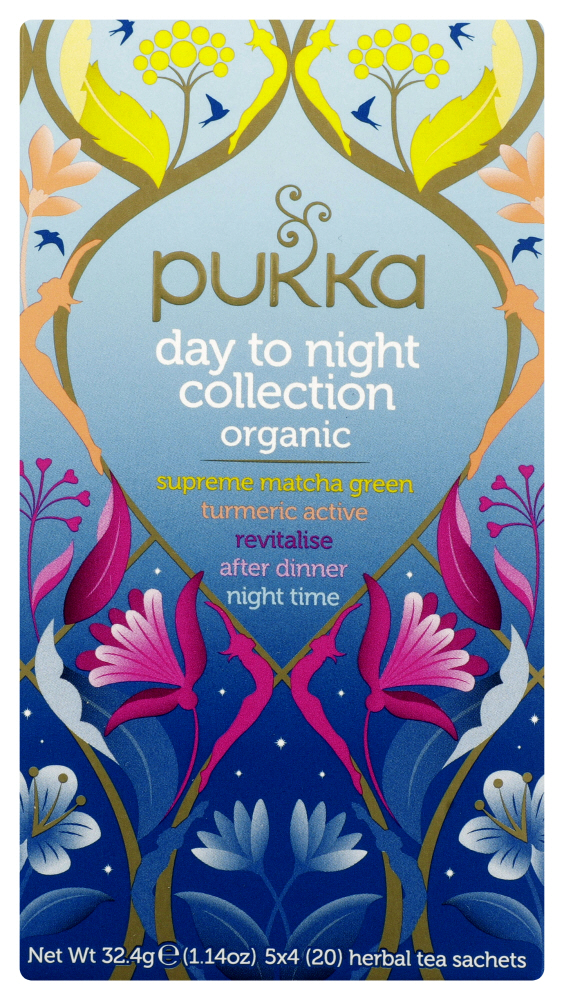 pukka
day to night
collection
organic
supreme matcha green
turmeric active
revitalise
after dinner
night time
Net Wt 32.4g ℮ (1.14oz) 5x4 (20) herbal tea sachets